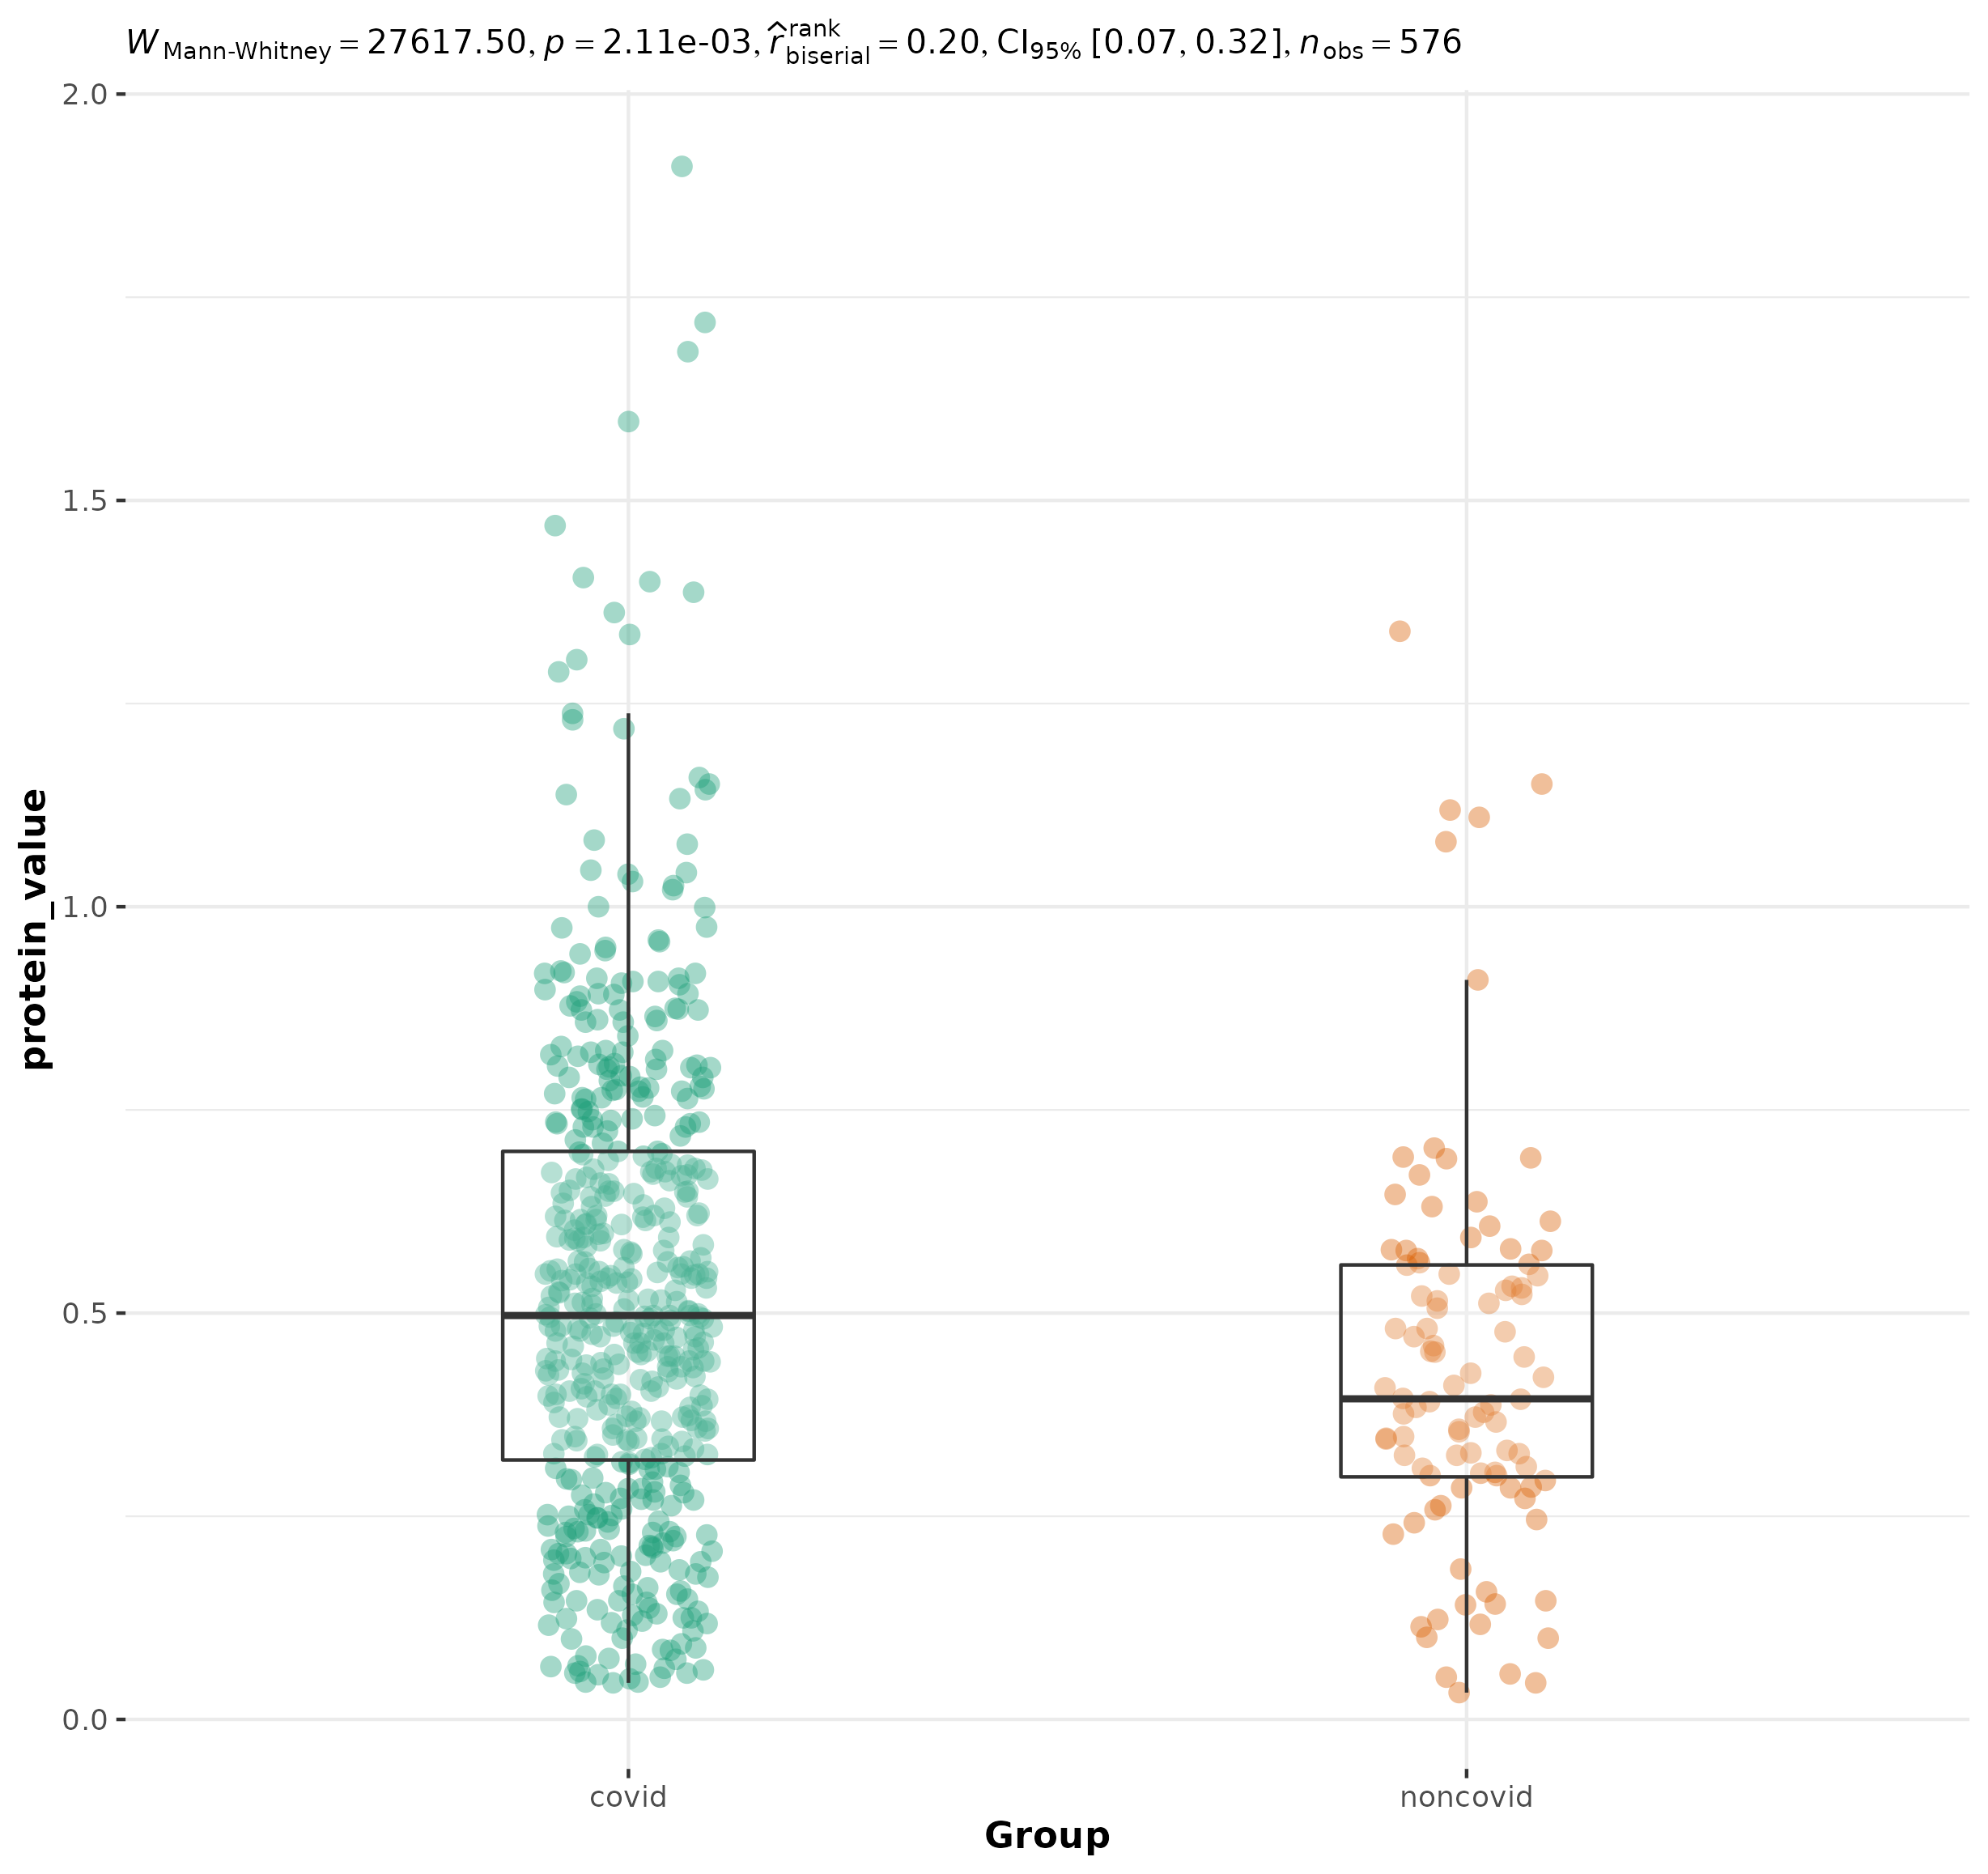 W Mann-Whitney = 27617.50, p = 2.11e-03, r̂ rank biserial = 0.20, CI95% [0.07, 0.32], n obs = 576
2.0
1.5
1.0
0.5
0.0
protein_value
covid noncovid
Group